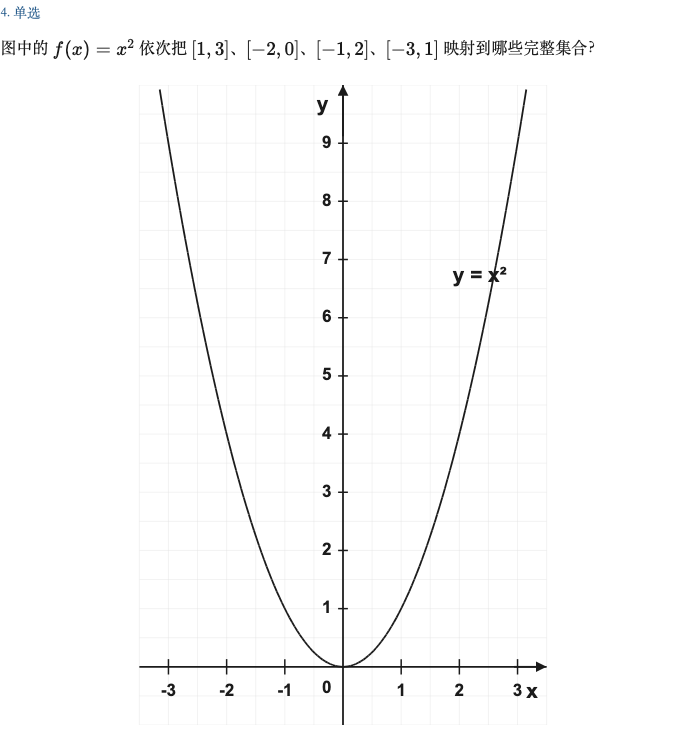 4. 单选
图中的 f(x) = x² 依次把 [1, 3]、[−2, 0]、[−1, 2]、[−3, 1] 映射到哪些完整集合?
y
9
8
7
y = x²
6
5
4
3
2
1
-3 -2 -1 0 1 2 3 x